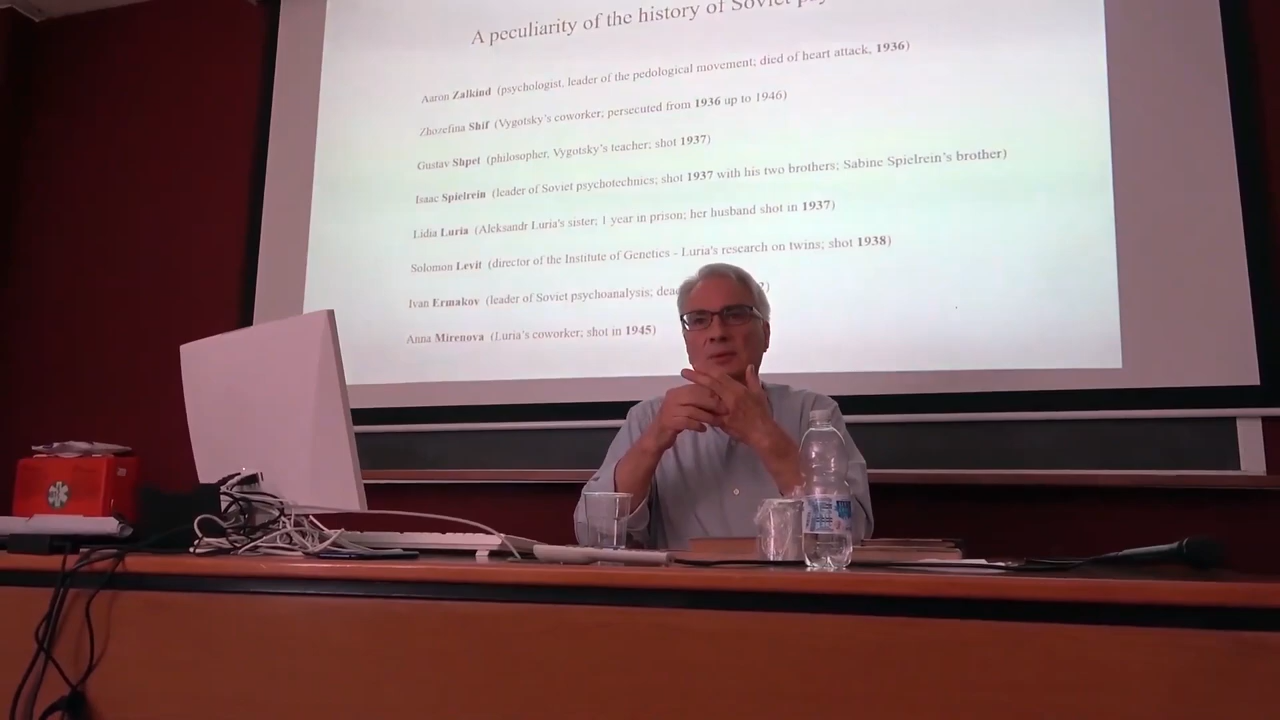 A peculiarity of the history of Soviet
Aaron Zalkind (psychologist, leader of the pedological movement; died of heart attack, 1936)
Zhozefina Shif (Vygotsky's coworker; persecuted from 1936 up to 1946)
Gustav Shpet (philosopher, Vygotsky's teacher; shot 1937)
Isaac Spielrein (leader of Soviet psychotechnics; shot 1937 with his two brothers; Sabine Spielrein's brother)
Lidia Luria (Aleksandr Luria's sister; 1 year in prison; her husband shot in 1937)
Solomon Levit (director of the Institute of Genetics - Luria's research on twins; shot 1938)
Ivan Ermakov (leader of Soviet psychoanalysis; 
Anna Mirenova (Luria's coworker; shot in 1945)